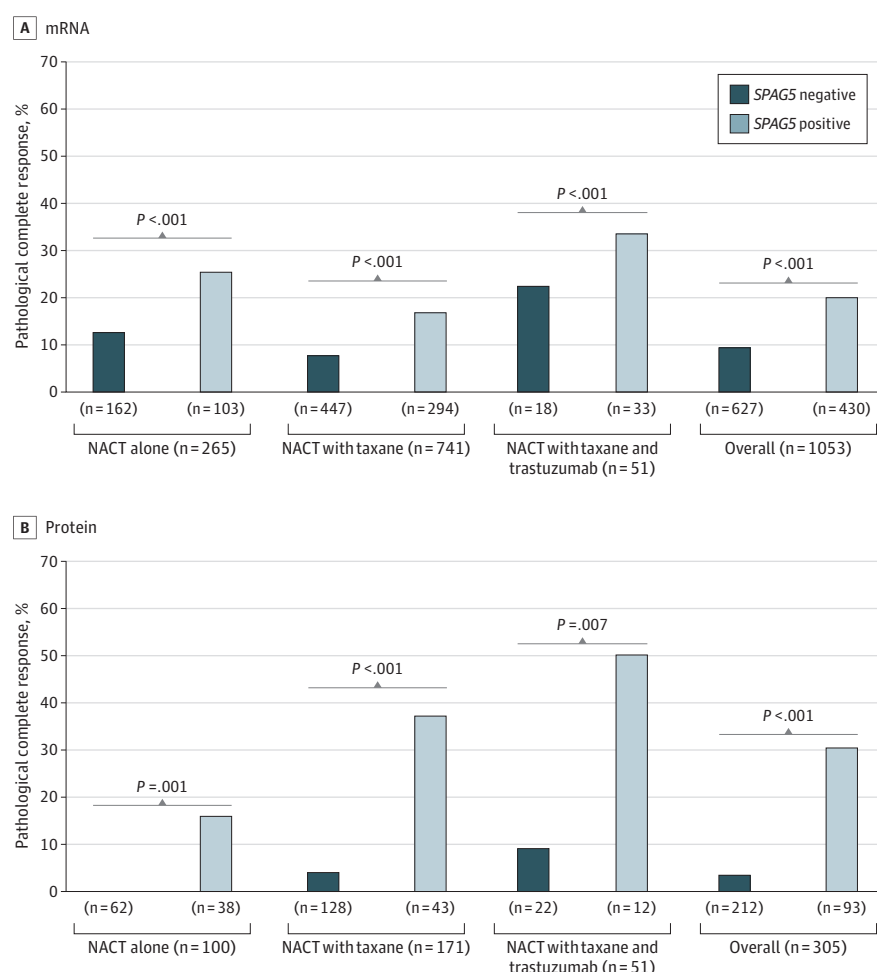 A mRNA
70
60
50
40
30
20
10
0
Pathological complete response, %
SPAG5 negative
SPAG5 positive
P <.001
P <.001
P <.001
P <.001
(n=162) (n=103) (n=447) (n=294) (n=18) (n=33) (n=627) (n=430)
NACT alone (n=265) NACT with taxane (n=741) NACT with taxane and Overall (n=1053)
trastuzumab (n=51)
B Protein
70
60
50
40
30
20
10
0
Pathological complete response, %
P =.001
P <.001
P =.007
P <.001
(n=62) (n=38) (n=128) (n=43) (n=22) (n=12) (n=212) (n=93)
NACT alone (n=100) NACT with taxane (n=171) NACT with taxane and Overall (n=305)
trastuzumab (n=51)